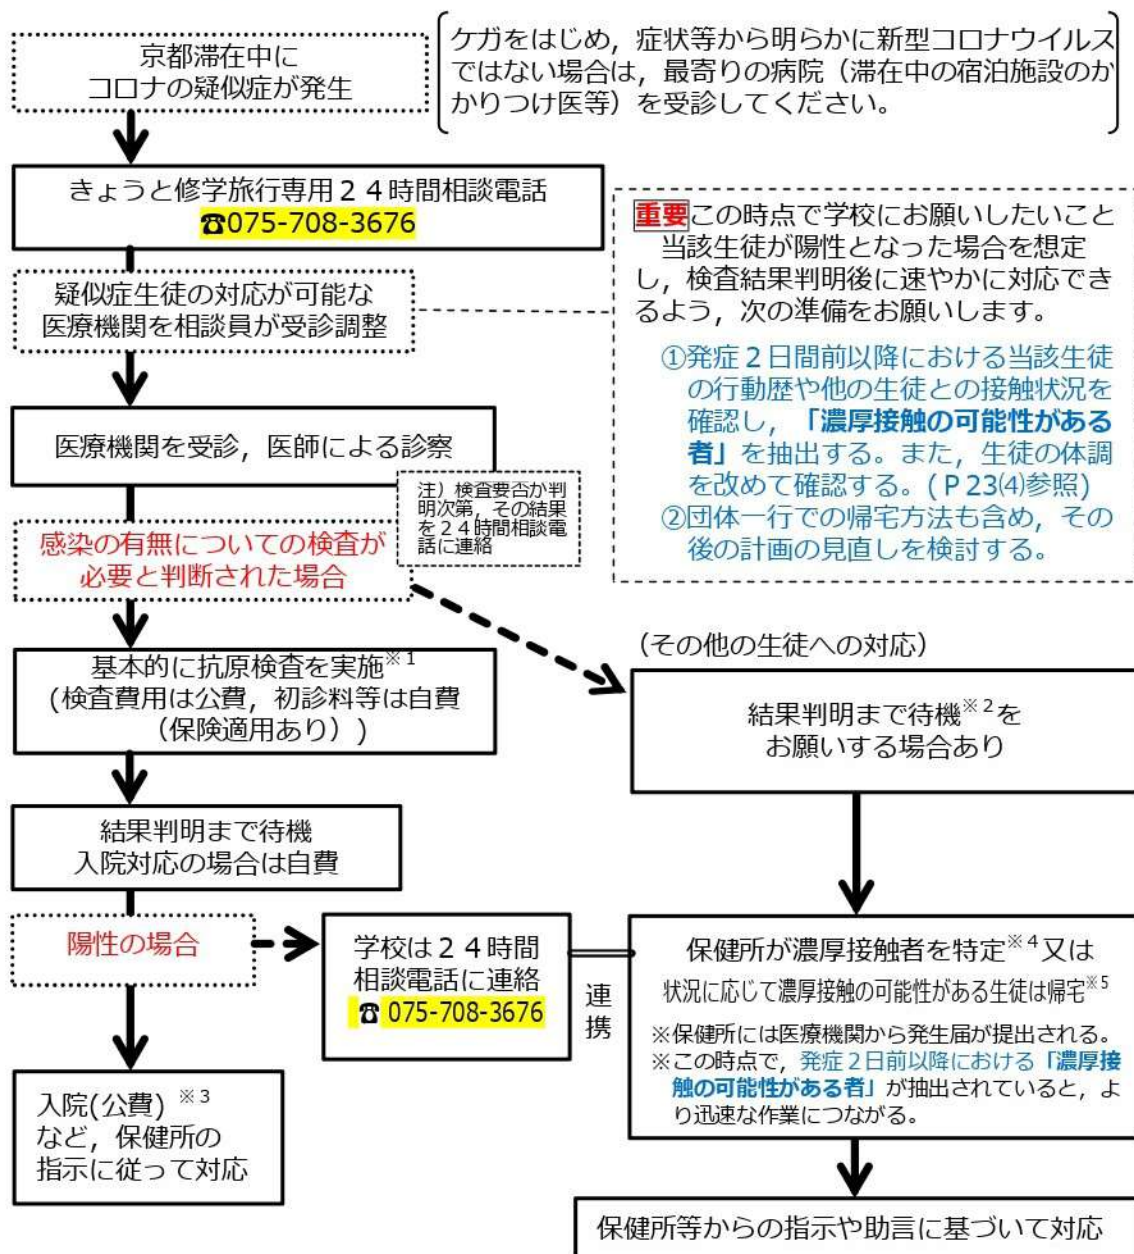 京都滞在中に
コロナの疑似症が発生
ケガをはじめ，症状等から明らかに新型コロナウイルス
ではない場合は，最寄りの病院（滞在中の宿泊施設のか
かりつけ医等）を受診してください。
きょうと修学旅行専用２４時間相談電話
☎075-708-3676
疑似症生徒の対応が可能な
医療機関を相談員が受診調整
重要この時点で学校にお願いしたいこと
当該生徒が陽性となった場合を想定
し，検査結果判明後に速やかに対応でき
るよう，次の準備をお願いします。
①発症２日間前以降における当該生徒
の行動歴や他の生徒との接触状況を
確認し，「濃厚接触の可能性がある
者」を抽出する。また，生徒の体調
を改めて確認する。(Ｐ23⑷参照)
②団体一行での帰宅方法も含め，その
後の計画の見直しを検討する。
医療機関を受診，医師による診察
注）検査要否が判
明次第，その結果
を２４時間相談電
話に連絡
感染の有無についての検査が
必要と判断された場合
基本的に抗原検査を実施※1
(検査費用は公費，初診料等は自費
（保険適用あり）)
（その他の生徒への対応）
結果判明まで待機※2を
お願いする場合あり
結果判明まで待機
入院対応の場合は自費
陽性の場合
学校は２４時間
相談電話に連絡
☎075-708-3676
連
携
保健所が濃厚接触者を特定※4又は
状況に応じて濃厚接触の可能性がある生徒は帰宅※5
※保健所には医療機関から発生届が提出される。
※この時点で，発症２日前以降における「濃厚接
触の可能性がある者」が抽出されていると，よ
り迅速な作業につながる。
入院(公費)※3
など，保健所の
指示に従って対応
保健所等からの指示や助言に基づいて対応